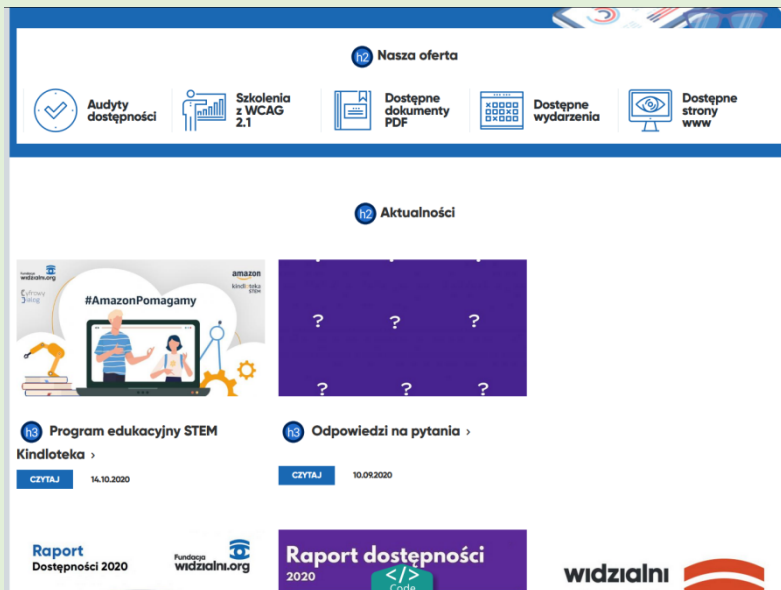 h2 Nasza oferta
Audyty
dostępności
Szkolenia
z WCAG
2.1
Dostępne
dokumenty
PDF
Dostępne
wydarzenia
Dostępne
strony
www
h2 Aktualności
Fundacja
widzialni.org
Cyfrowy
Dialog
amazon
kindloteka
STEM
#AmazonPomagamy
? ? ?
? ? ?
h3 Program edukacyjny STEM
Kindloteka ›
CZYTAJ 14.10.2020
h3 Odpowiedzi na pytania ›
CZYTAJ 10.09.2020
Raport
Dostępności 2020
Fundacja
widzialni.org
Raport dostępności
2020
</>
Code
widzialni